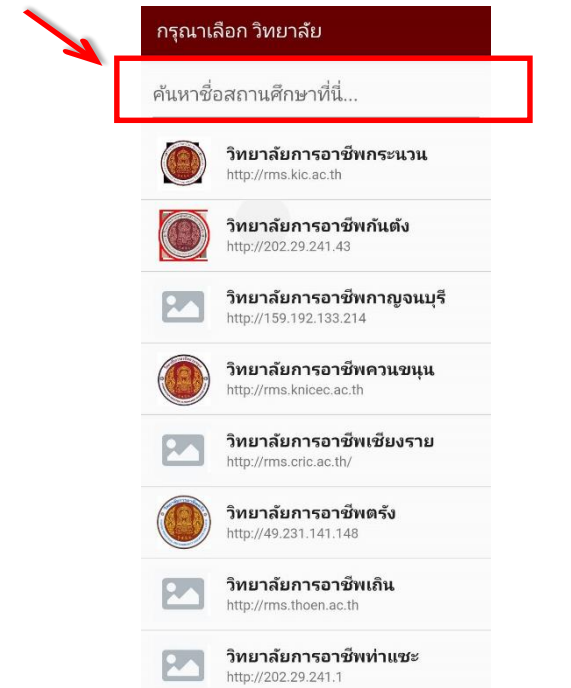 กรุณาเลือก วิทยาลัย
ค้นหาชื่อสถานศึกษาที่นี่...
วิทยาลัยการอาชีพกระนวน
http://rms.kic.ac.th
วิทยาลัยการอาชีพกันตัง
http://202.29.241.43
วิทยาลัยการอาชีพกาญจนบุรี
http://159.192.133.214
วิทยาลัยการอาชีพควนขนุน
http://rms.knicec.ac.th
วิทยาลัยการอาชีพเชียงราย
http://rms.cric.ac.th/
วิทยาลัยการอาชีพตรัง
http://49.231.141.148
วิทยาลัยการอาชีพเถิน
http://rms.thoen.ac.th
วิทยาลัยการอาชีพท่าแซะ
http://202.29.241.1